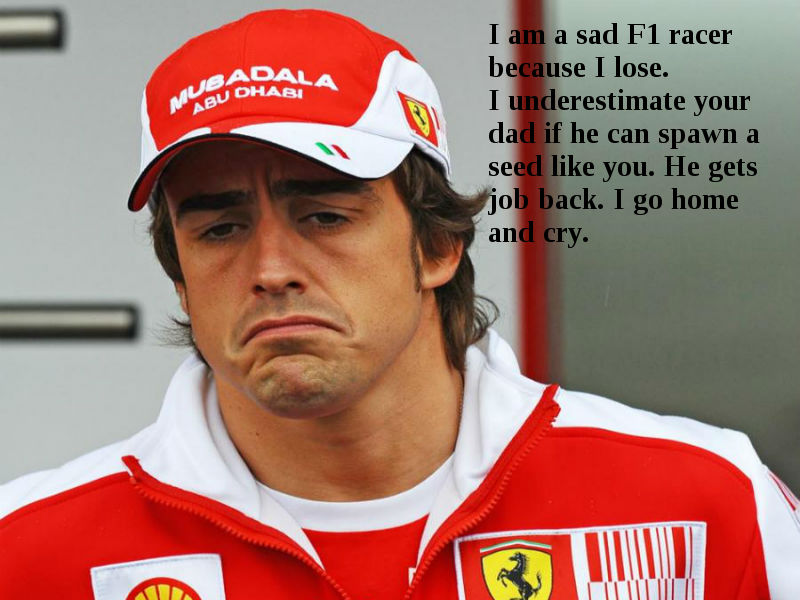 I am a sad F1 racer
because I lose.
I underestimate your
dad if he can spawn a
seed like you. He gets
job back. I go home
and cry.
MUBADALA
ABU DHABI